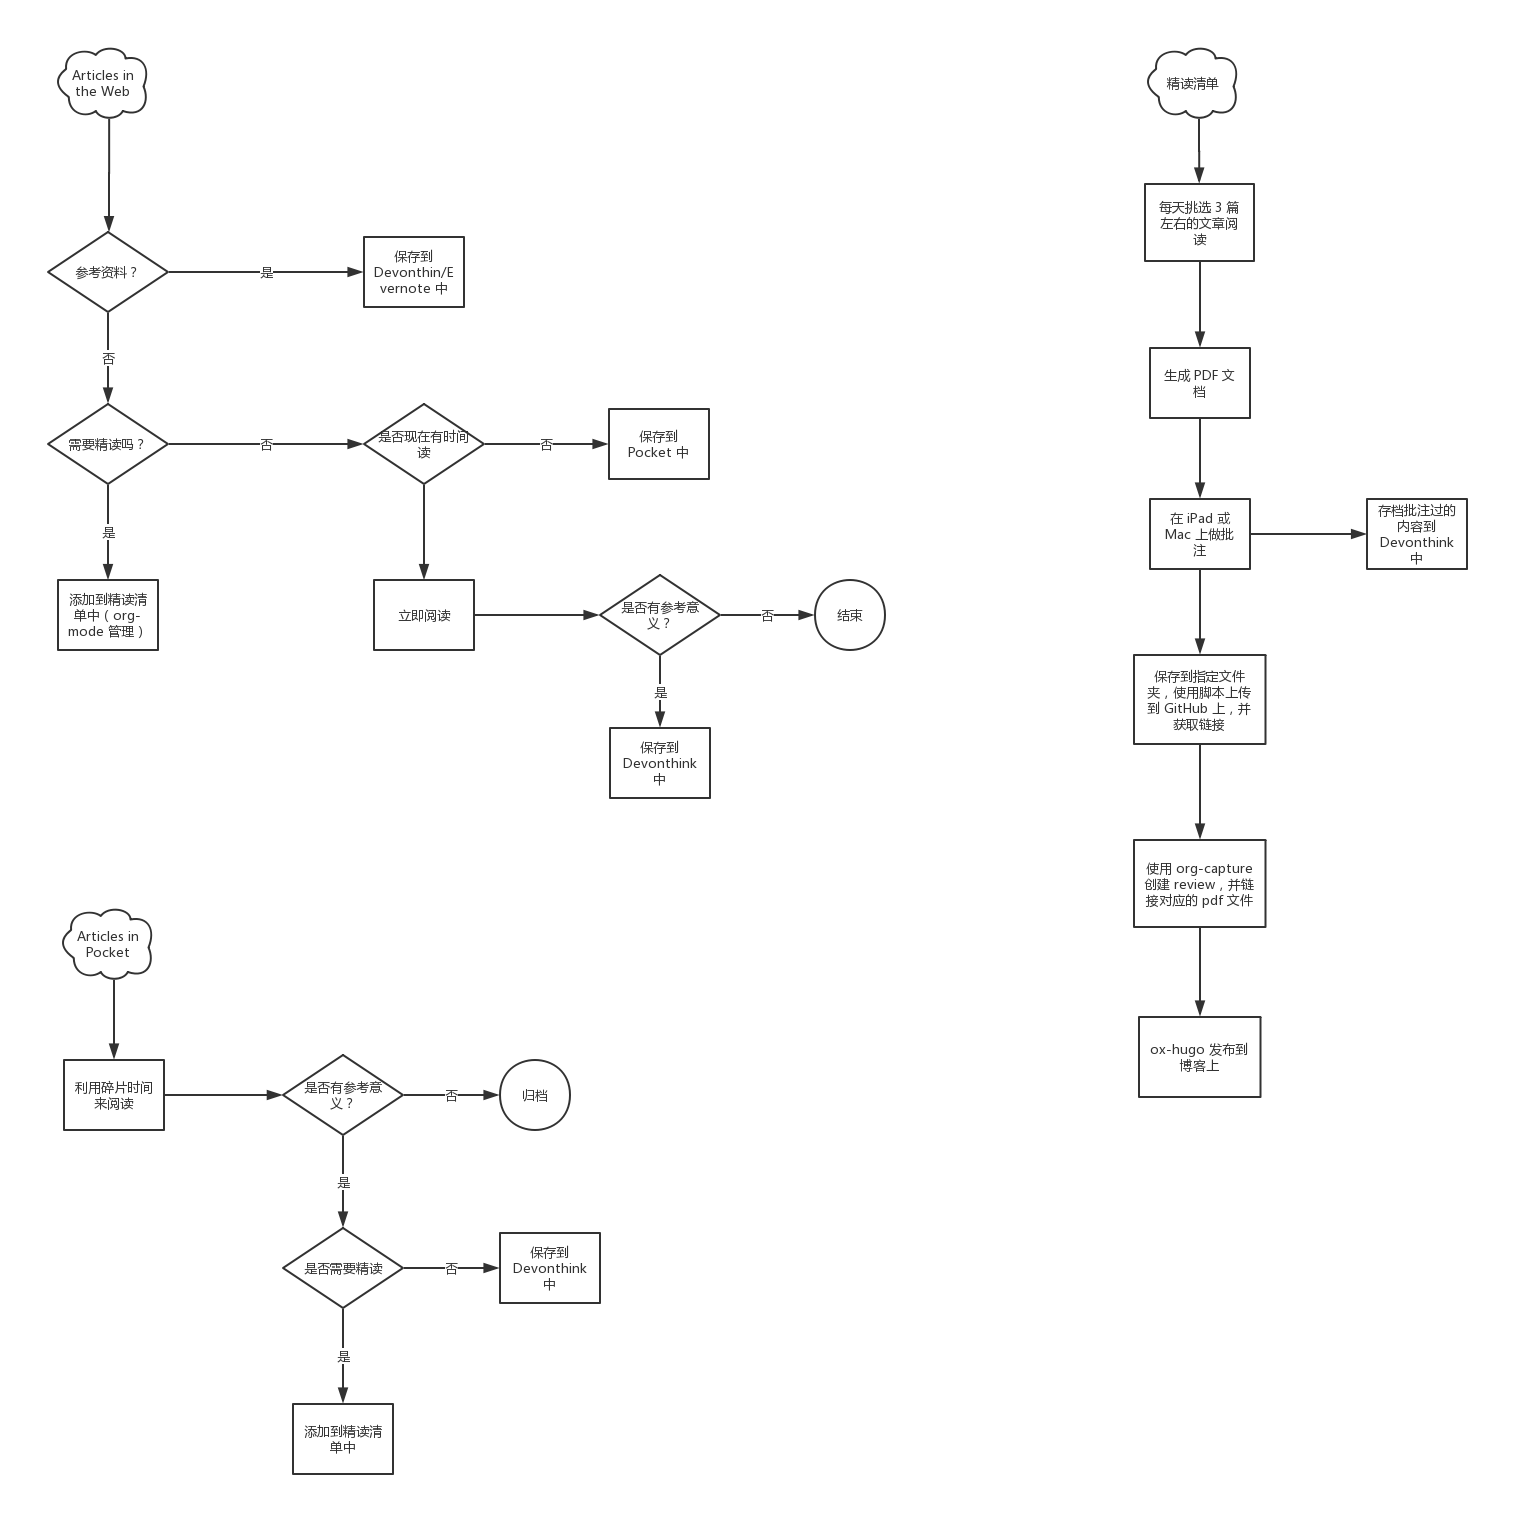 Articles in
the Web
参考资料？
是
保存到
Devonthin/E
vernote 中
否
需要精读吗？
否
是否现在有时间
读
否
保存到
Pocket 中
是
添加到精读清
单中（org-
mode 管理）
立即阅读
是否有参考意
义？
否
结束
是
保存到
Devonthink
中
Articles in
Pocket
利用碎片时间
来阅读
是否有参考意
义？
否
归档
是
是否需要精读
否
保存到
Devonthink
中
是
添加到精读清
单中
精读清单
每天挑选 3 篇
左右的文章阅
读
生成 PDF 文
档
在 iPad 或
Mac 上做批
注
存档批注过的
内容到
Devonthink
中
保存到指定文件
夹，使用脚本上传
到 GitHub 上，并
获取链接
使用 org-capture
创建 review，并链
接对应的 pdf 文件
ox-hugo 发布到
博客上